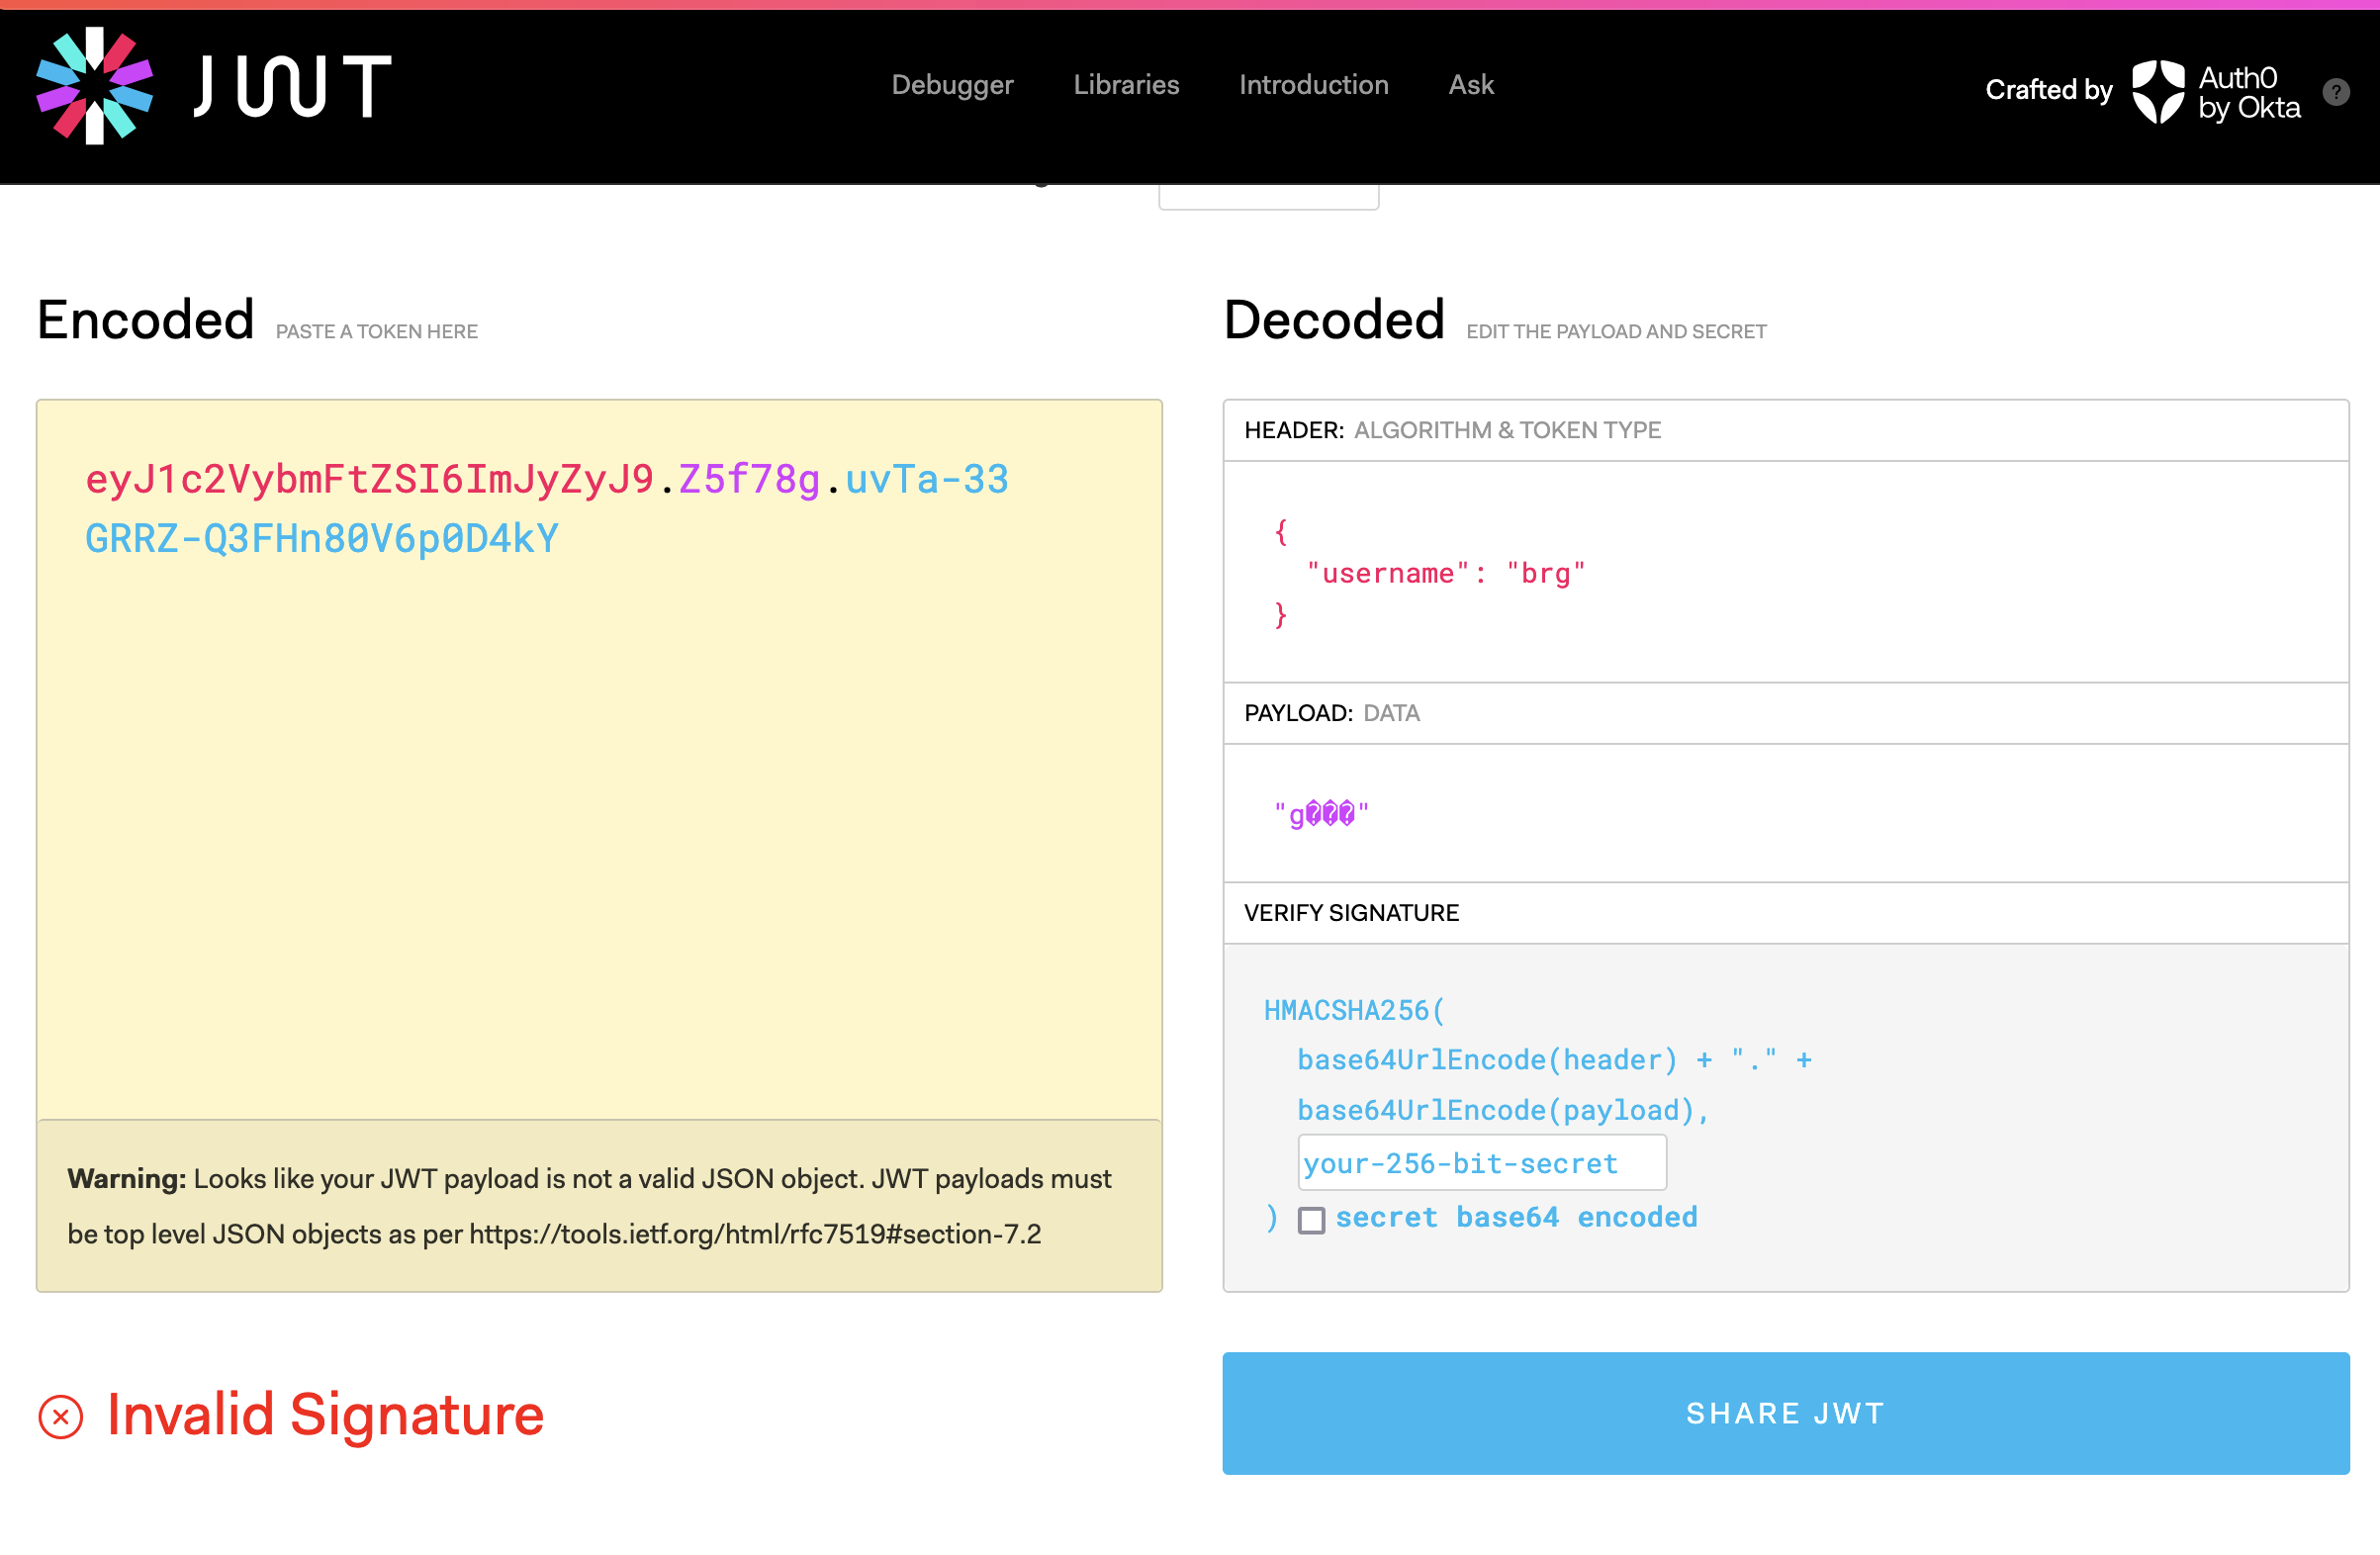 JWT
Debugger Libraries Introduction Ask
Crafted by Auth0 by Okta ?
Encoded PASTE A TOKEN HERE
eyJ1c2VybmFtZSI6ImJyZyJ9.Z5f78g.uvTa-33
GRRZ-Q3FHn80V6p0D4kY
Warning: Looks like your JWT payload is not a valid JSON object. JWT payloads must
be top level JSON objects as per https://tools.ietf.org/html/rfc7519#section-7.2
Invalid Signature
Decoded EDIT THE PAYLOAD AND SECRET
HEADER: ALGORITHM & TOKEN TYPE
{
"username": "brg"
}
PAYLOAD: DATA
"g���"
VERIFY SIGNATURE
HMACSHA256(
base64UrlEncode(header) + "." +
base64UrlEncode(payload),
your-256-bit-secret
) secret base64 encoded
SHARE JWT